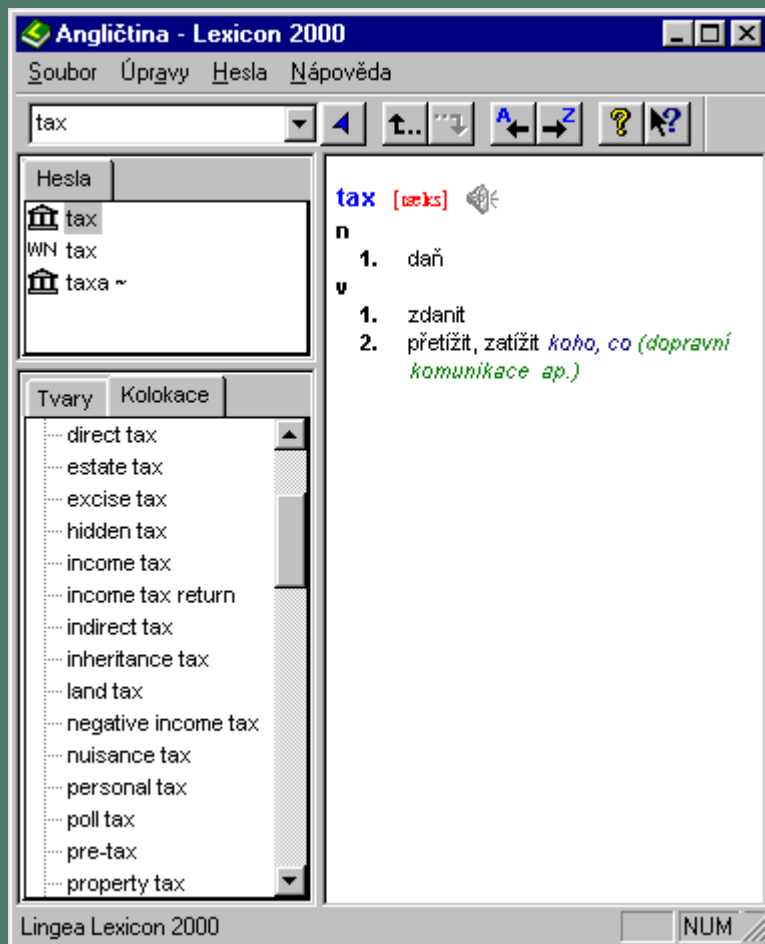 Angličtina - Lexicon 2000
Soubor Úpravy Hesla Nápověda
tax
A Z ? ?
Hesla
tax
WN tax
taxa ~
Tvary Kolokace
direct tax
estate tax
excise tax
hidden tax
income tax
income tax return
indirect tax
inheritance tax
land tax
negative income tax
nuisance tax
personal tax
poll tax
pre-tax
property tax
tax [tæks]
n
1. daň
v
1. zdanit
2. přetížit, zatížit koho, co (dopravní
komunikace ap.)
Lingea Lexicon 2000
NUM